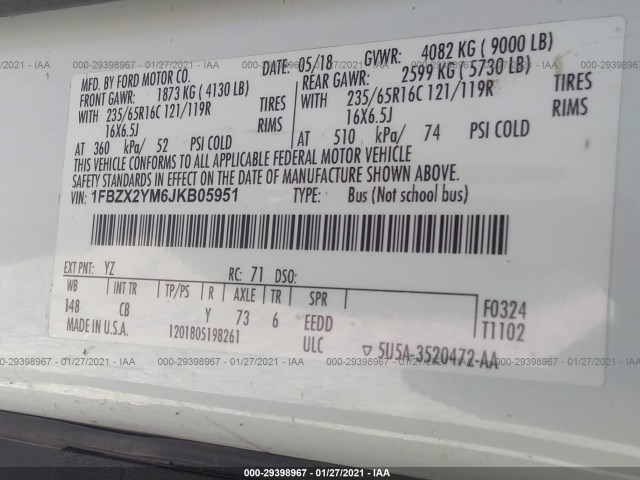 000-29398967 - 01/27/2021 - IAA
MFD. BY FORD MOTOR CO. DATE: 05/18 GVWR: 4082 KG ( 9000 LB)
FRONT GAWR: 1873 KG ( 4130 LB) REAR GAWR: 2599 KG ( 5730 LB)
WITH 235/65R16C 121/119R TIRES WITH 235/65R16C 121/119R TIRES
16X6.5J RIMS 16X6.5J RIMS
AT 360 kPa/ 52 PSI COLD AT 510 kPa/ 74 PSI COLD
THIS VEHICLE CONFORMS TO ALL APPLICABLE FEDERAL MOTOR VEHICLE
SAFETY STANDARDS IN EFFECT ON THE DATE OF MANUFACTURE SHOWN ABOVE.
VIN: 1FBZX2YM6JKB05951 TYPE: Bus (Not school bus)
EXT PNT: YZ RC: 71 DSO:
WB INT TR TP/PS R AXLE TR SPR
148 CB Y 73 6 EEDD F0324
MADE IN U.S.A. 1201805198261 ULC T1102
▽ 5U5A-3520472-AA
000-29398967 - 01/27/2021 - IAA
000-29398967 - 01/27/2021 - IAA